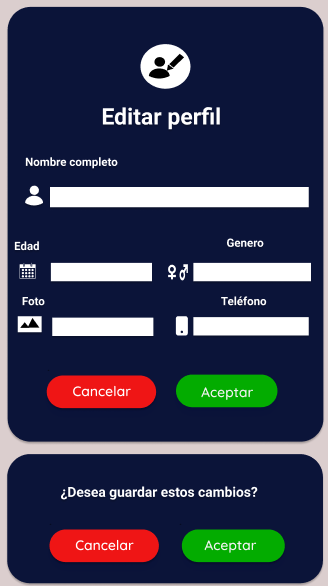 Editar perfil
Nombre completo
Edad
Genero
Foto
Teléfono
Cancelar
Aceptar
¿Desea guardar estos cambios?
Cancelar
Aceptar